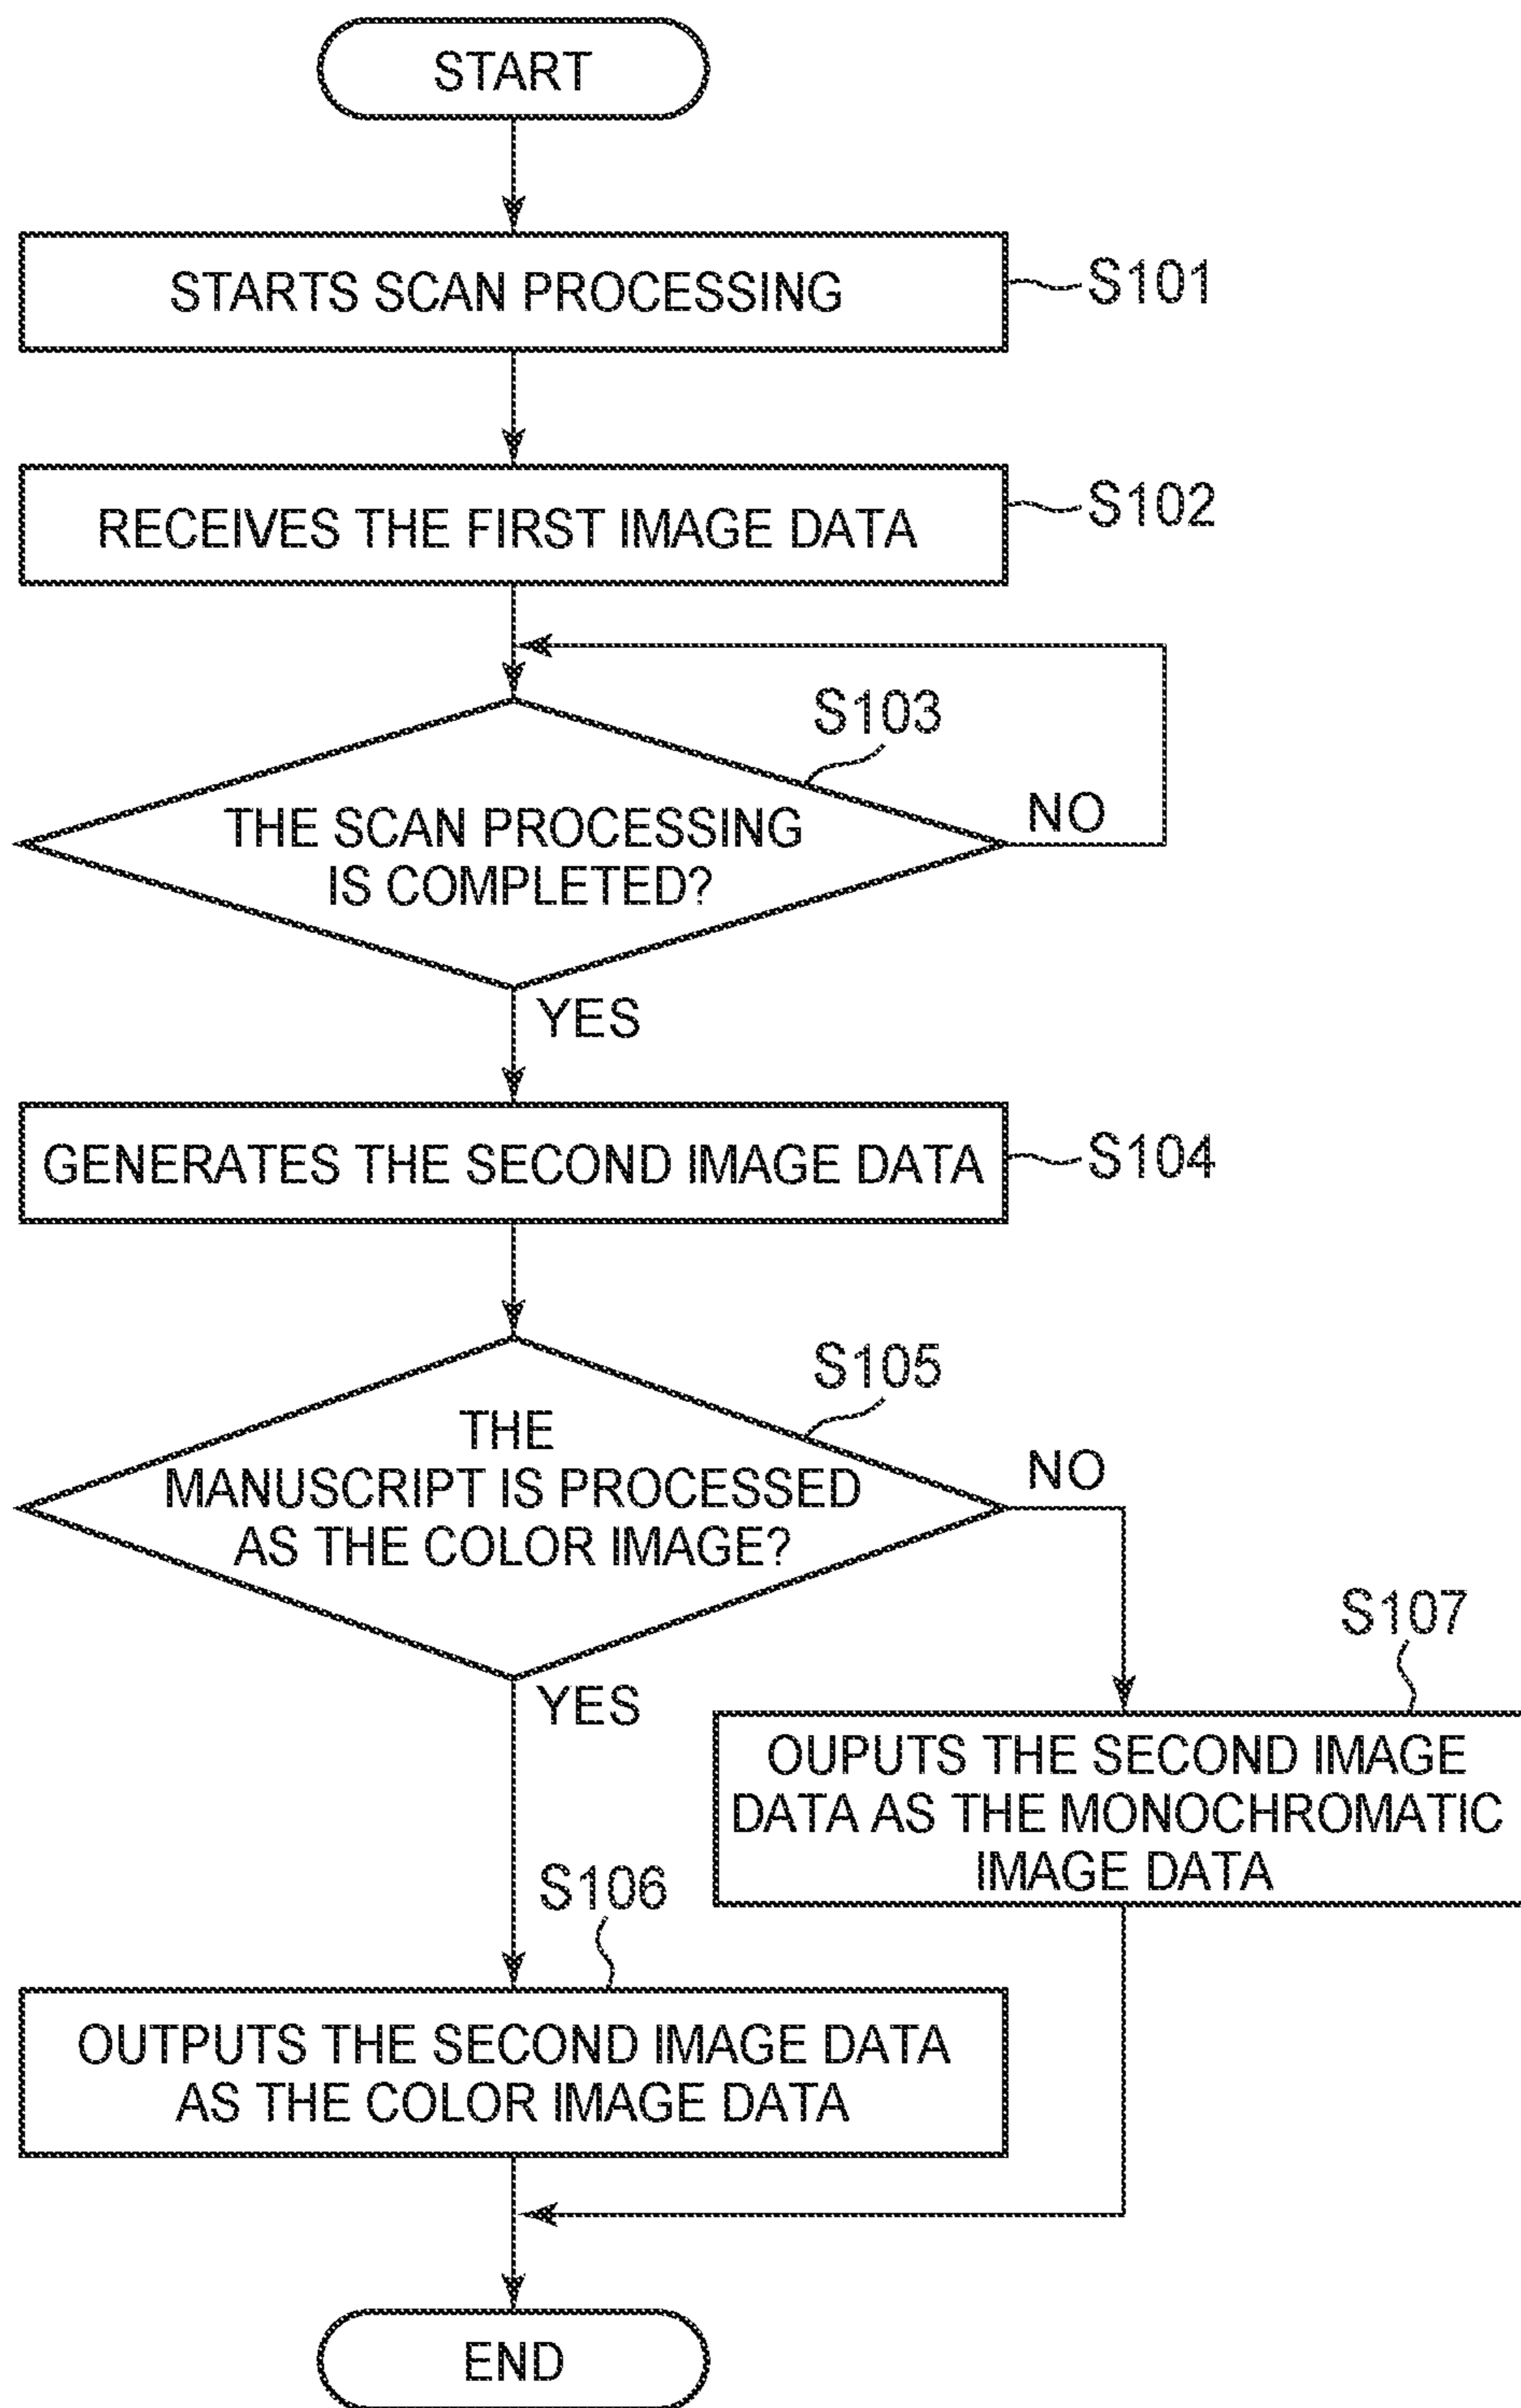 START
STARTS SCAN PROCESSING
S101
RECEIVES THE FIRST IMAGE DATA
S102
S103
THE SCAN PROCESSING
IS COMPLETED?
NO
YES
GENERATES THE SECOND IMAGE DATA
S104
S105
THE
MANUSCRIPT IS PROCESSED
AS THE COLOR IMAGE?
NO
YES
S107
OUPUTS THE SECOND IMAGE
DATA AS THE MONOCHROMATIC
IMAGE DATA
S106
OUTPUTS THE SECOND IMAGE DATA
AS THE COLOR IMAGE DATA
END